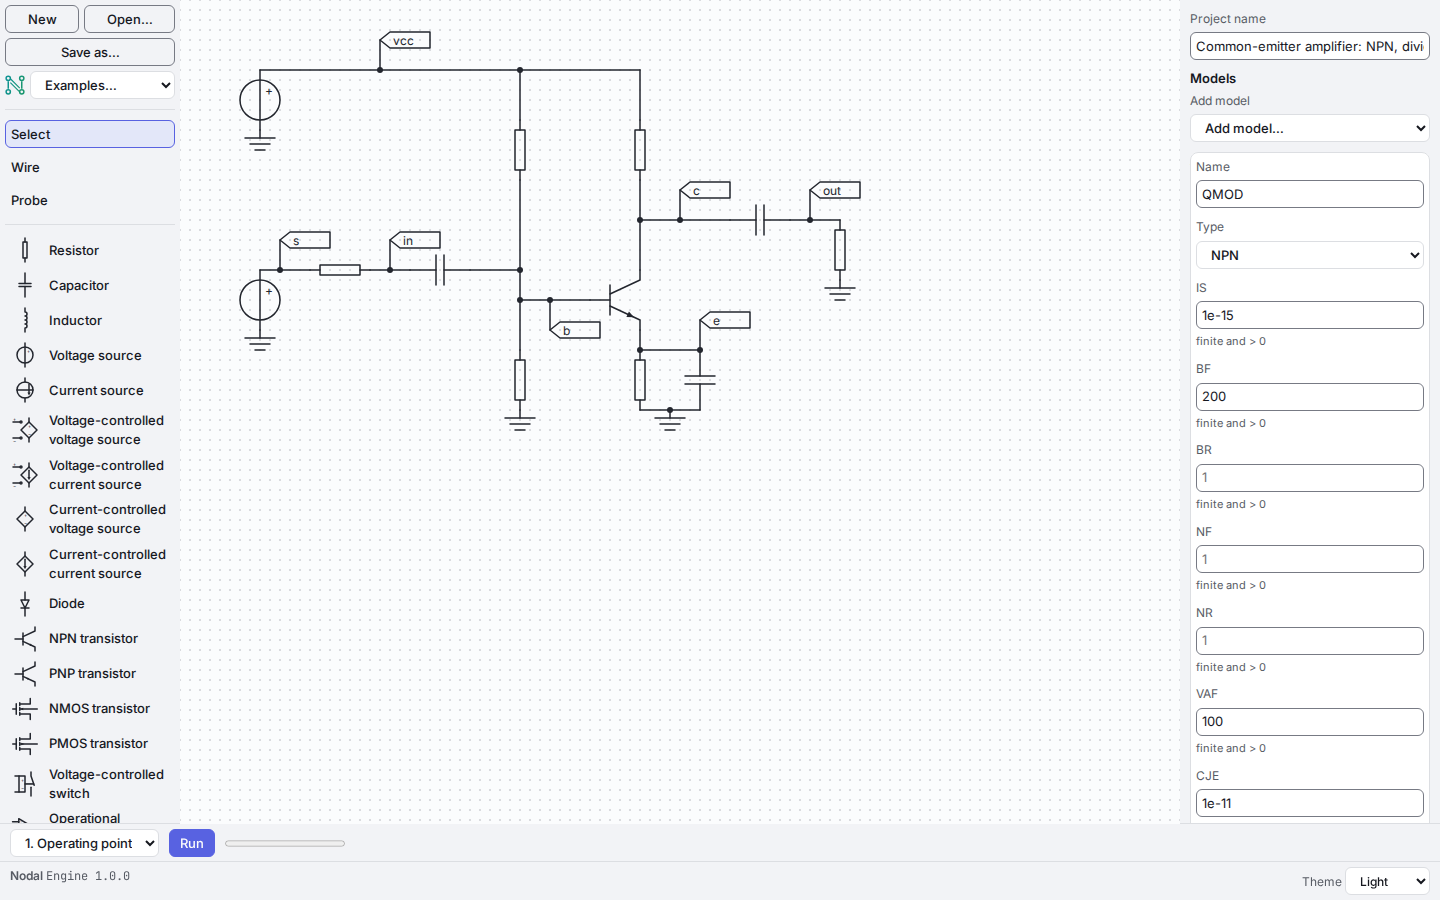 New
Open...
Save as...
Examples...
Select
Wire
Probe
Resistor
Capacitor
Inductor
Voltage source
Current source
Voltage-controlled
voltage source
Voltage-controlled
current source
Current-controlled
voltage source
Current-controlled
current source
Diode
NPN transistor
PNP transistor
NMOS transistor
PMOS transistor
Voltage-controlled
switch
Operational
vcc
+
s
in
+
b
c
out
e
Project name
Common-emitter amplifier: NPN, divi
Models
Add model
Add model...
Name
QMOD
Type
NPN
IS
1e-15
finite and > 0
BF
200
finite and > 0
BR
1
finite and > 0
NF
1
finite and > 0
NR
1
finite and > 0
VAF
100
finite and > 0
CJE
1e-11
1. Operating point
Run
Nodal Engine 1.0.0
Theme
Light